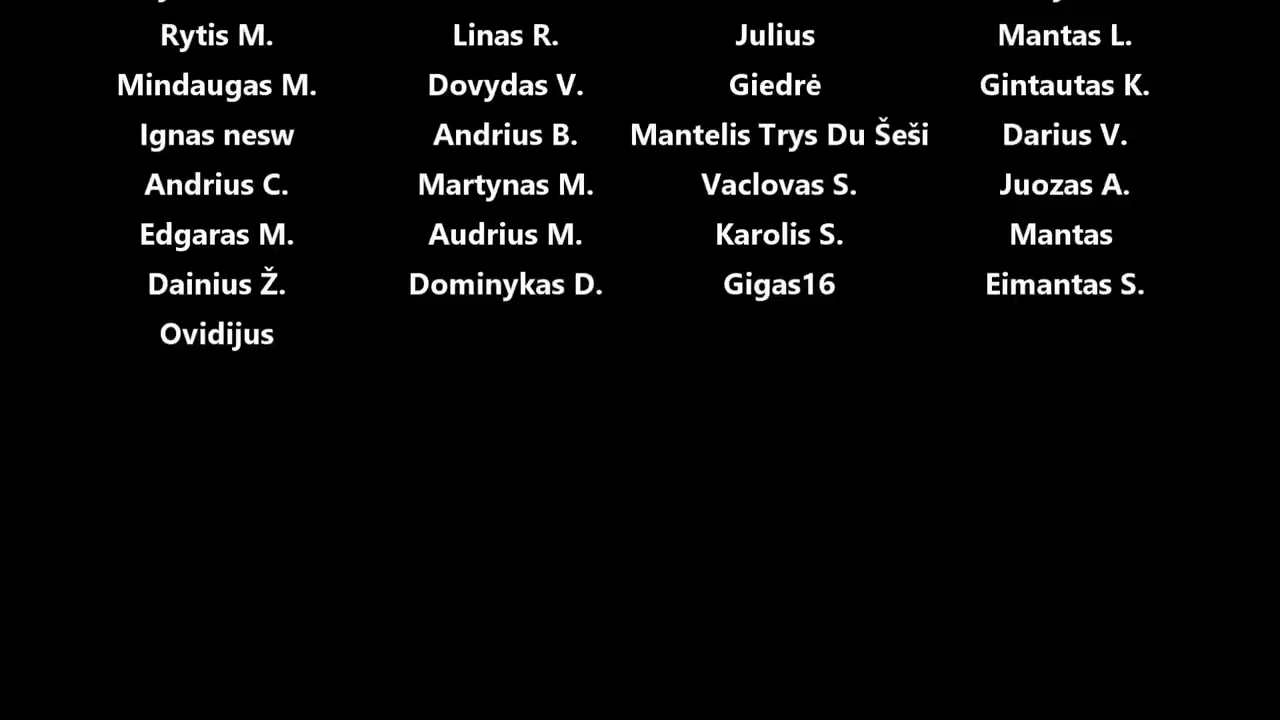 Rytis M. Linas R. Julius Mantas L.
Mindaugas M. Dovydas V. Giedrė Gintautas K.
Ignas nesw Andrius B. Mantelis Trys Du Šeši Darius V.
Andrius C. Martynas M. Vaclovas S. Juozas A.
Edgaras M. Audrius M. Karolis S. Mantas
Dainius Ž. Dominykas D. Gigas16 Eimantas S.
Ovidijus